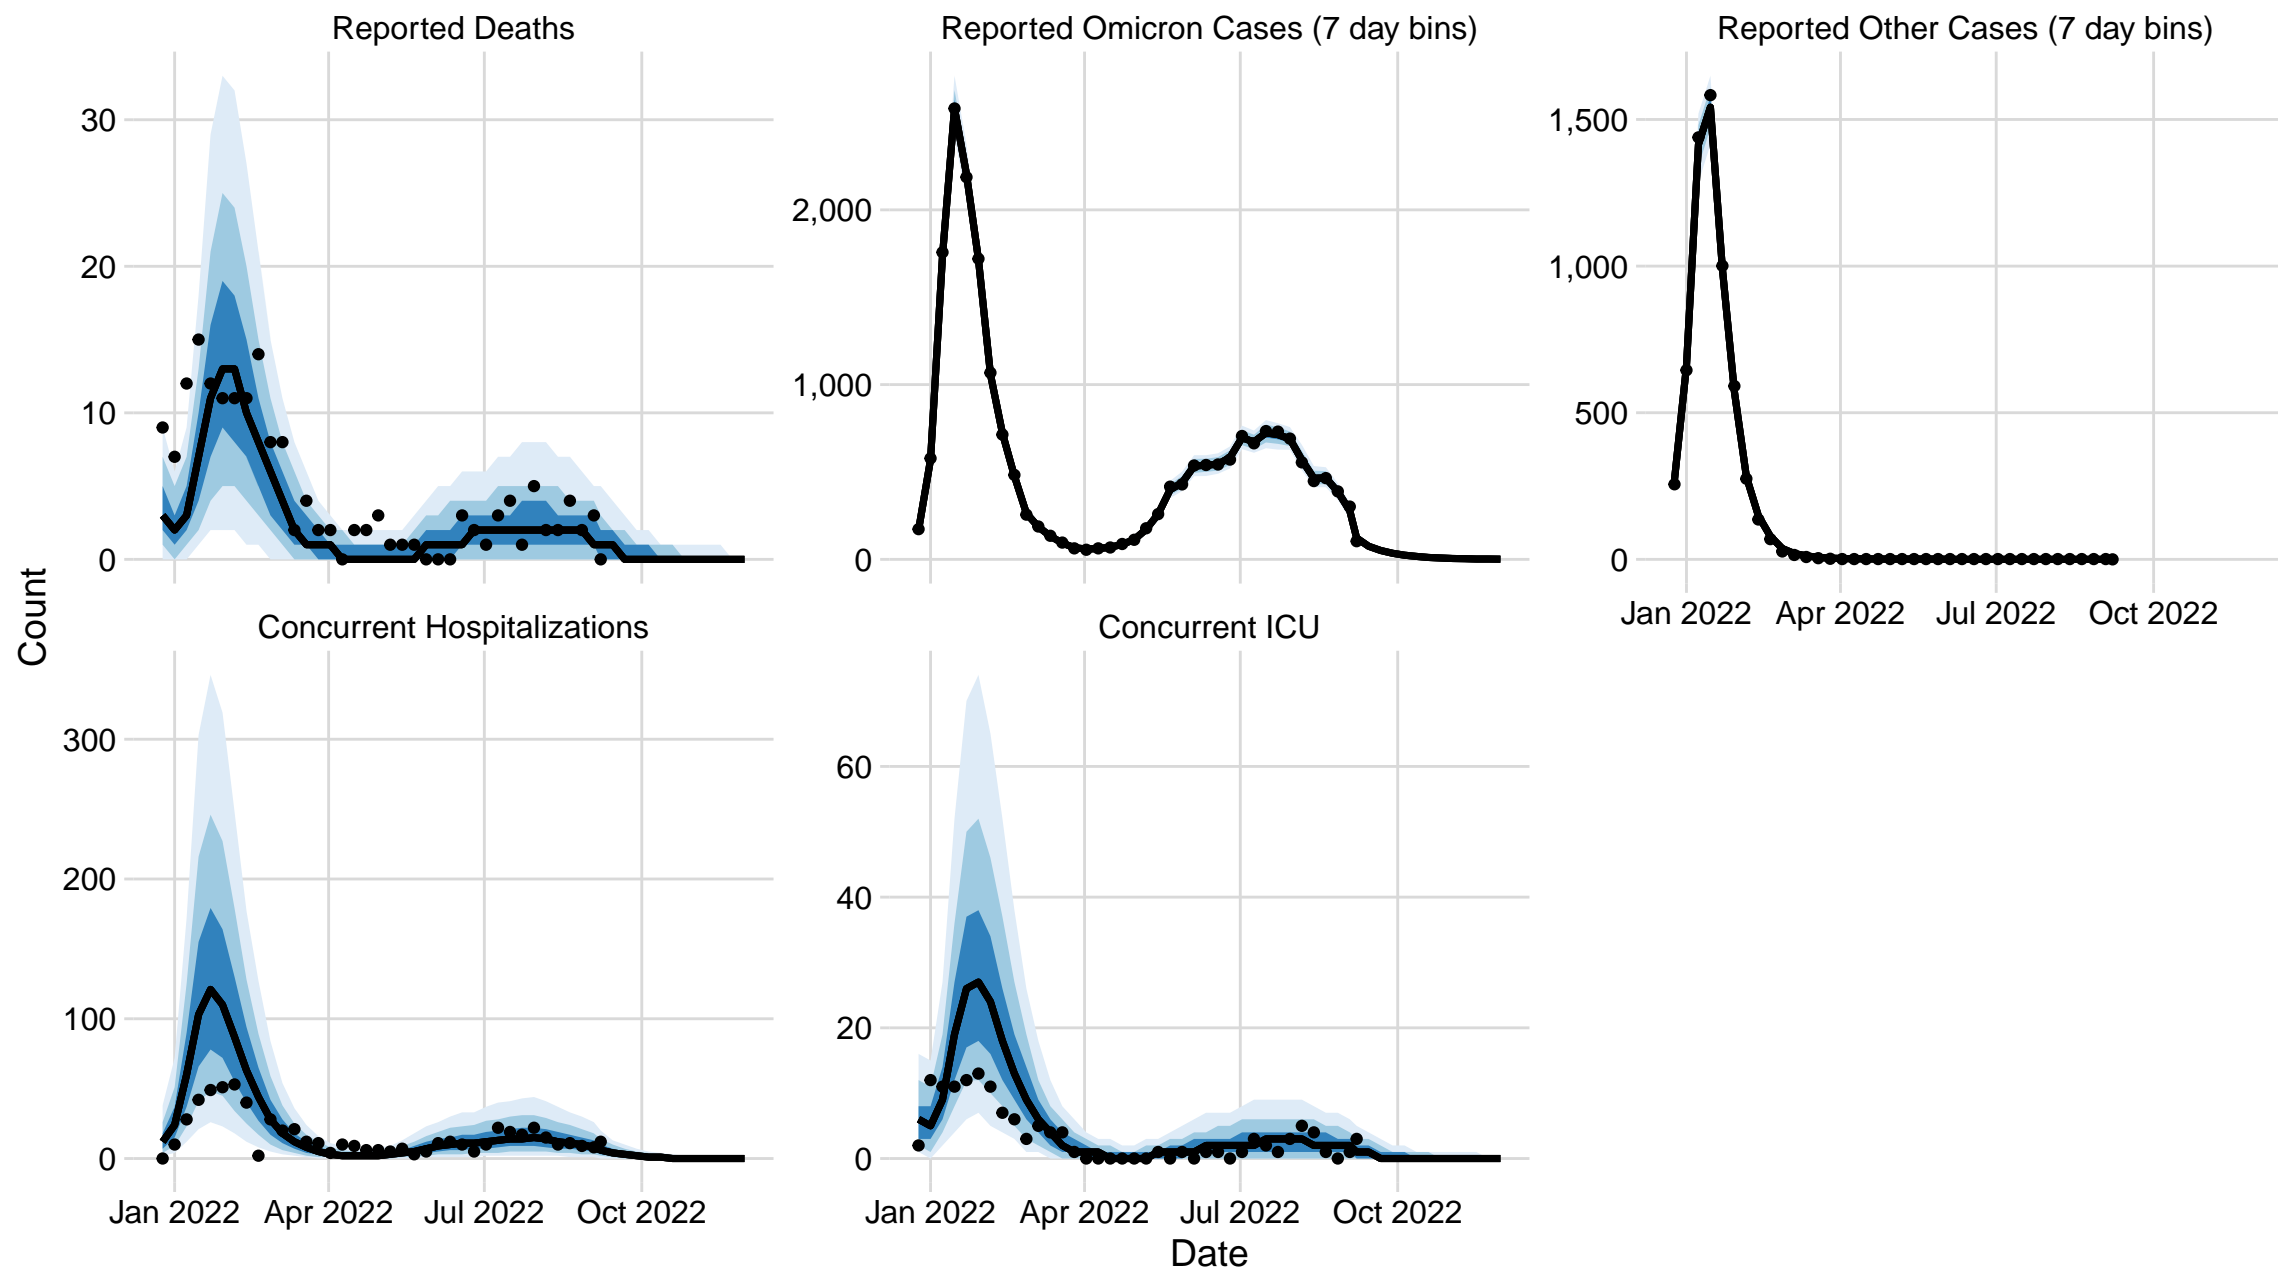 Reported Deaths
Reported Omicron Cases (7 day bins)
Reported Other Cases (7 day bins)
30
20
10
0
2,000
1,000
0
1,500
1,000
500
0
Jan 2022 Apr 2022 Jul 2022 Oct 2022
Count
Concurrent Hospitalizations
Concurrent ICU
300
200
100
0
60
40
20
0
Jan 2022 Apr 2022 Jul 2022 Oct 2022
Jan 2022 Apr 2022 Jul 2022 Oct 2022
Date